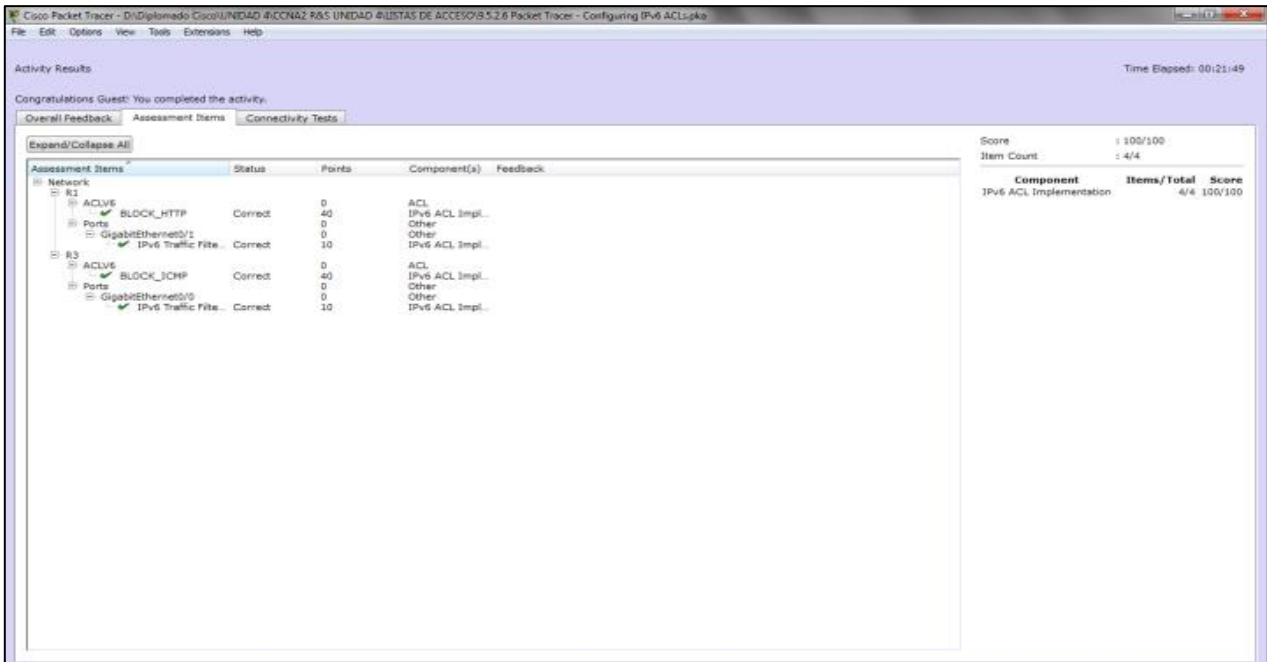 Cisco Packet Tracer - D:\Diplomado Cisco\UNIDAD 4\CCNA2 R&S UNIDAD 4\LISTAS DE ACCESO\9.5.2.6 Packet Tracer - Configuring IPv6 ACLs.pka
File Edit Options View Tools Extensions Help
Activity Results Time Elapsed: 00:21:49
Congratulations Guest! You completed the activity.
Overall Feedback Assessment Items Connectivity Tests
Expand/Collapse All
Score : 100/100
Item Count : 4/4
Component Items/Total Score
IPv6 ACL Implementation 4/4 100/100
Assessment Items Status Points Component(s) Feedback
Network
R1
ACLV6 0 ACL
BLOCK_HTTP Correct 40 IPv6 ACL Impl...
Ports 0 Other
GigabitEthernet0/1 0 Other
IPv6 Traffic Filte... Correct 10 IPv6 ACL Impl...
R3
ACLV6 0 ACL
BLOCK_ICMP Correct 40 IPv6 ACL Impl...
Ports 0 Other
GigabitEthernet0/0 0 Other
IPv6 Traffic Filte... Correct 10 IPv6 ACL Impl...